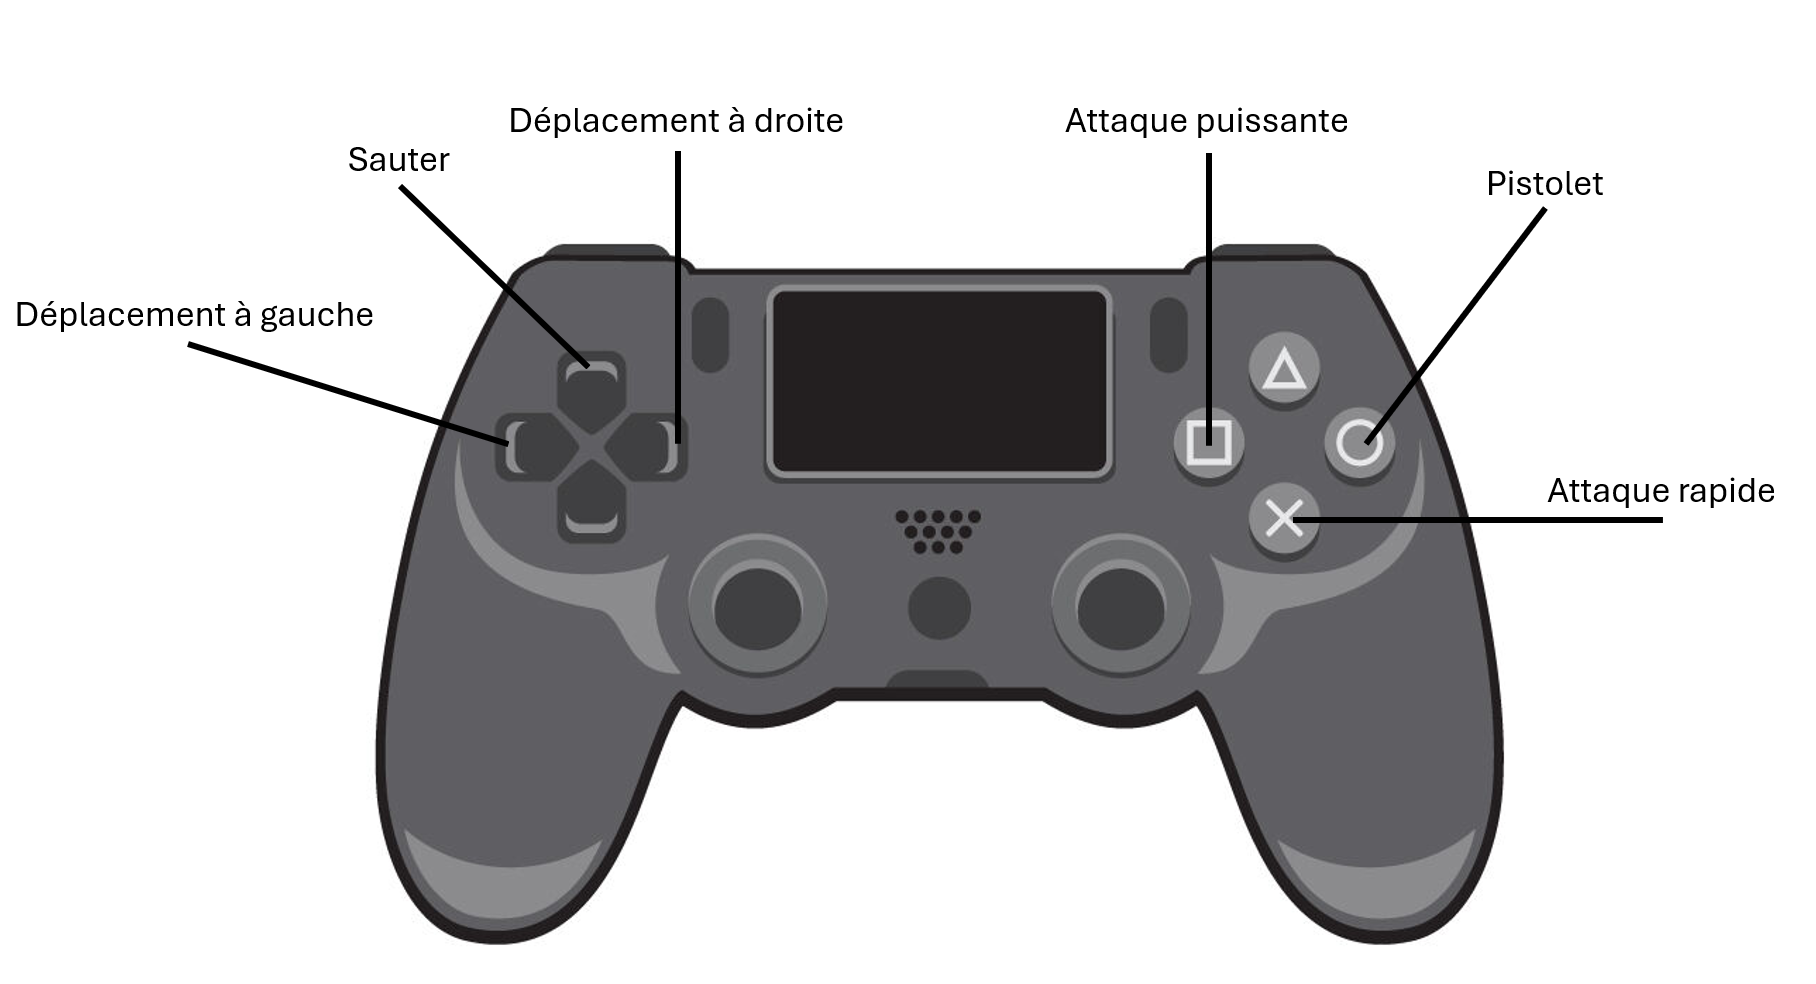 Déplacement à droite
Attaque puissante
Sauter
Pistolet
Déplacement à gauche
Attaque rapide